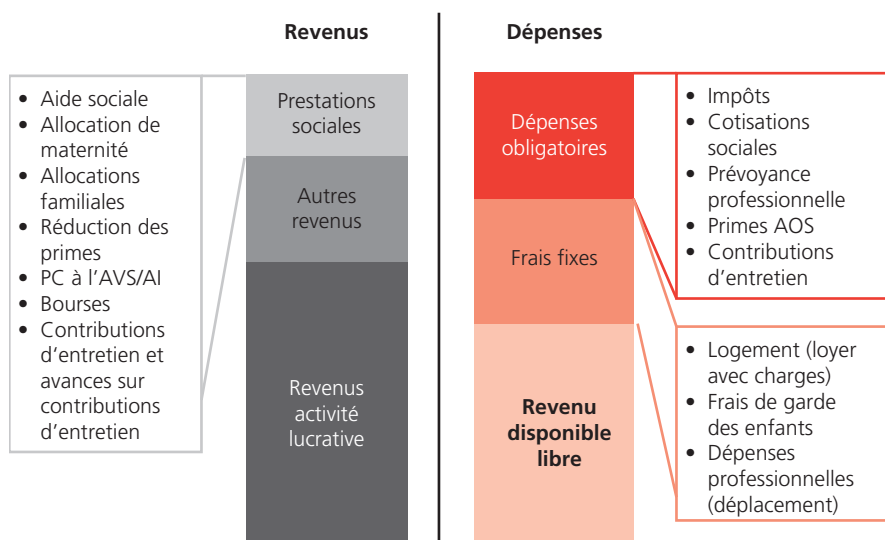 Revenus
• Aide sociale
• Allocation de
maternité
• Allocations
familiales
• Réduction des
primes
• PC à l'AVS/AI
• Bourses
• Contributions
d'entretien et
avances sur
contributions
d'entretien
Prestations
sociales
Autres
revenus
Revenus
activité
lucrative
Dépenses
Dépenses
obligatoires
Frais fixes
Revenu
disponible
libre
• Impôts
• Cotisations
sociales
• Prévoyance
professionnelle
• Primes AOS
• Contributions
d'entretien
• Logement (loyer
avec charges)
• Frais de garde
des enfants
• Dépenses
professionnelles
(déplacement)